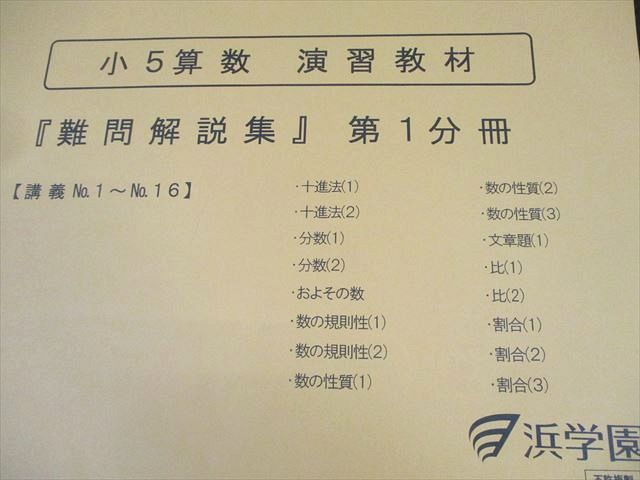 小5算数 演習教材
『難問解説集』 第1分冊
【講義 No.1～No.16】
・十進法(1)
・十進法(2)
・分数(1)
・分数(2)
・およその数
・数の規則性(1)
・数の規則性(2)
・数の性質(1)
・数の性質(2)
・数の性質(3)
・文章題(1)
・比(1)
・比(2)
・割合(1)
・割合(2)
・割合(3)
浜学園